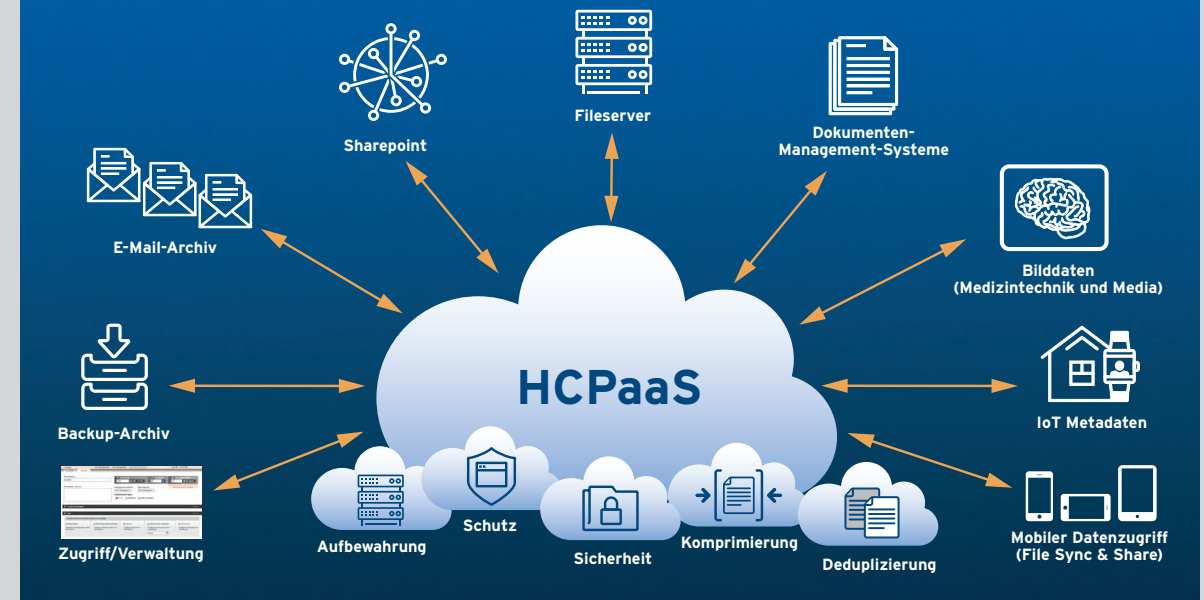 Fileserver
Sharepoint
Dokumenten-
Management-Systeme
E-Mail-Archiv
Bilddaten
(Medizintechnik und Media)
HCPaaS
Backup-Archiv
IoT Metadaten
Zugriff/Verwaltung
Aufbewahrung
Schutz
Sicherheit
Komprimierung
Deduplizierung
Mobiler Datenzugriff
(File Sync & Share)